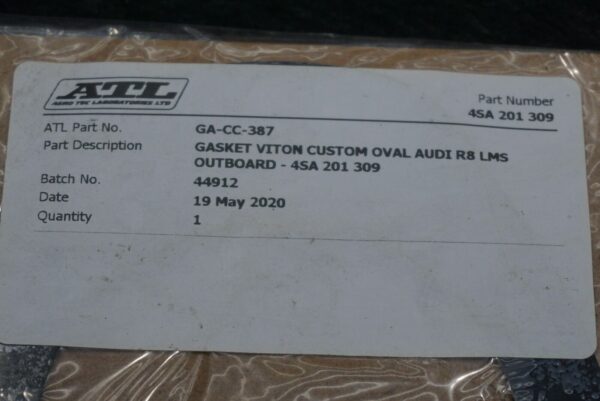 ATL
AERO TEC LABORATORIES LTD
Part Number
4SA 201 309
ATL Part No. GA-CC-387
Part Description GASKET VITON CUSTOM OVAL AUDI R8 LMS
OUTBOARD - 4SA 201 309
Batch No. 44912
Date 19 May 2020
Quantity 1